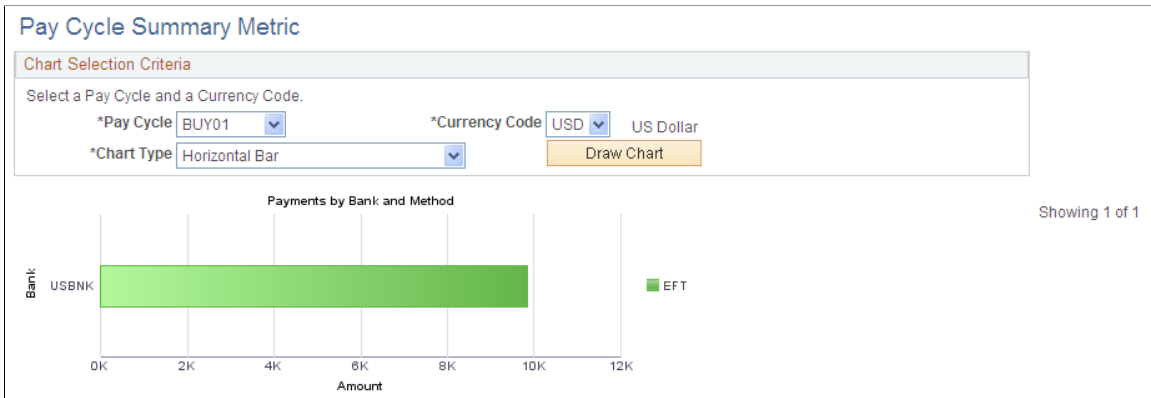 Pay Cycle Summary Metric
Chart Selection Criteria
Select a Pay Cycle and a Currency Code.
*Pay Cycle BUY01 *Currency Code USD US Dollar
*Chart Type Horizontal Bar Draw Chart
Payments by Bank and Method
Showing 1 of 1
Bank
USBNK
EFT
0K 2K 4K 6K 8K 10K 12K
Amount